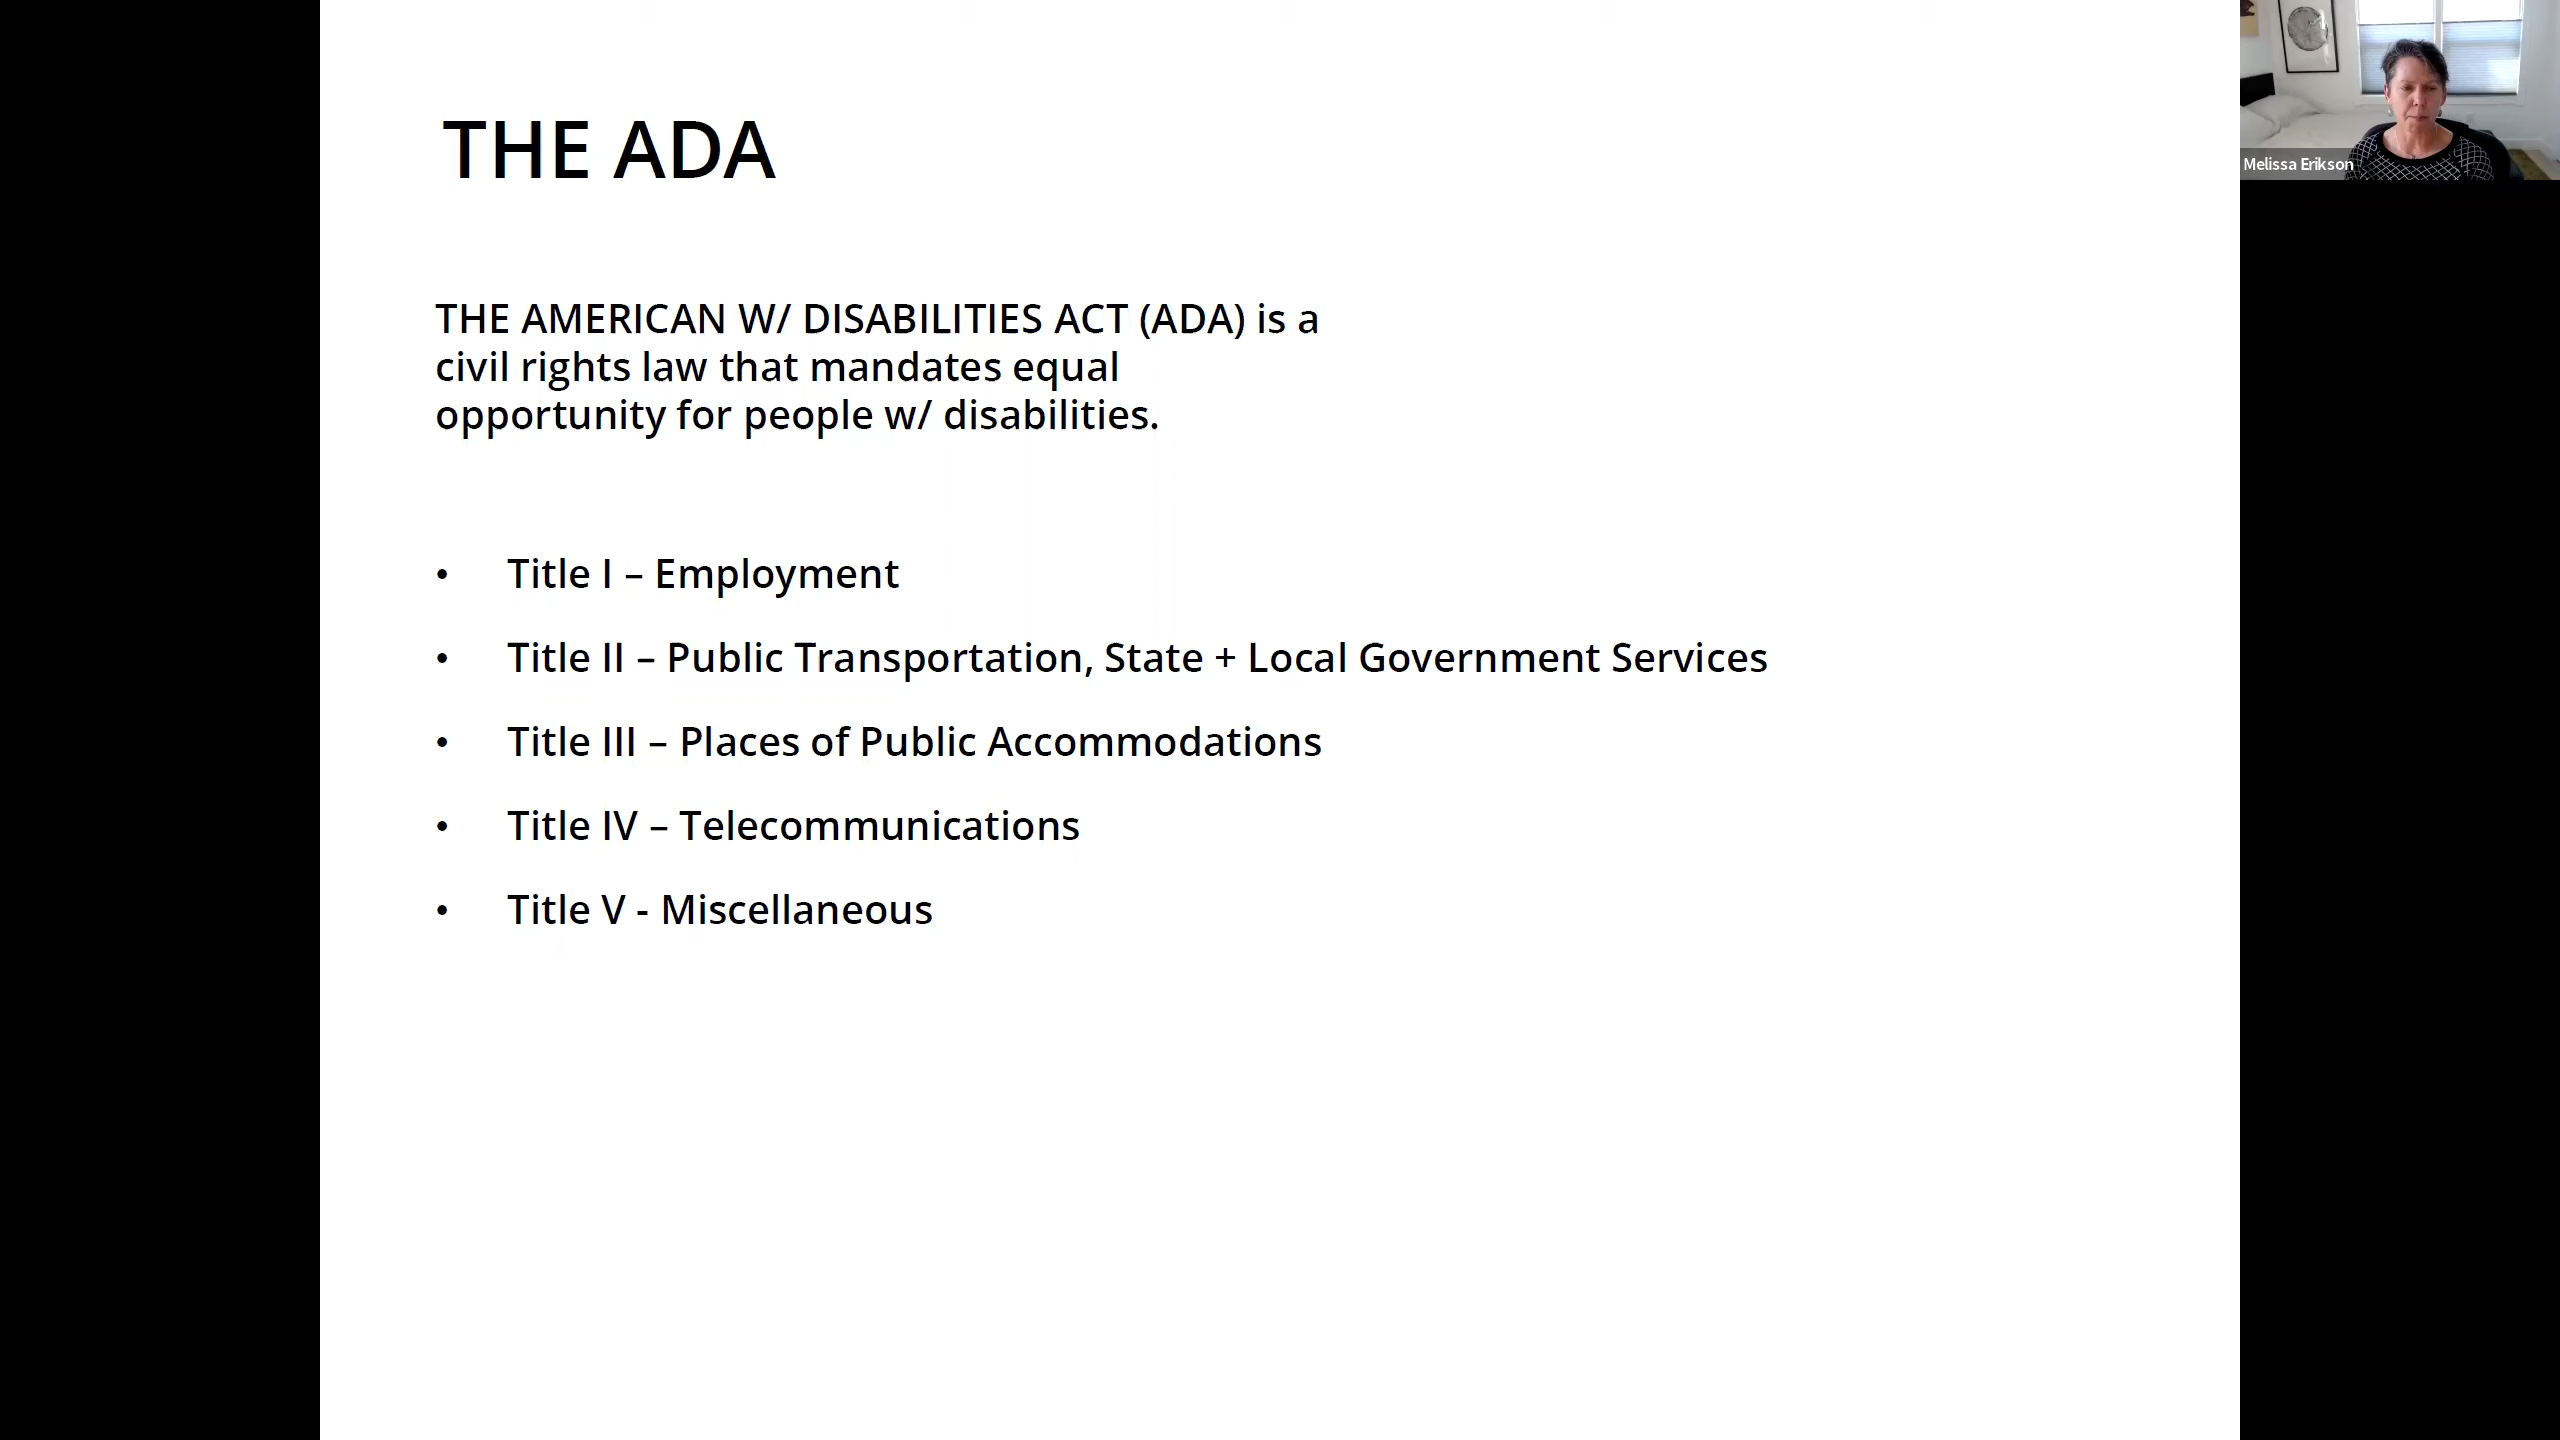 THE ADA
THE AMERICAN W/ DISABILITIES ACT (ADA) is a
civil rights law that mandates equal
opportunity for people w/ disabilities.
• Title I – Employment
• Title II – Public Transportation, State + Local Government Services
• Title III – Places of Public Accommodations
• Title IV – Telecommunications
• Title V - Miscellaneous
Melissa Erikson